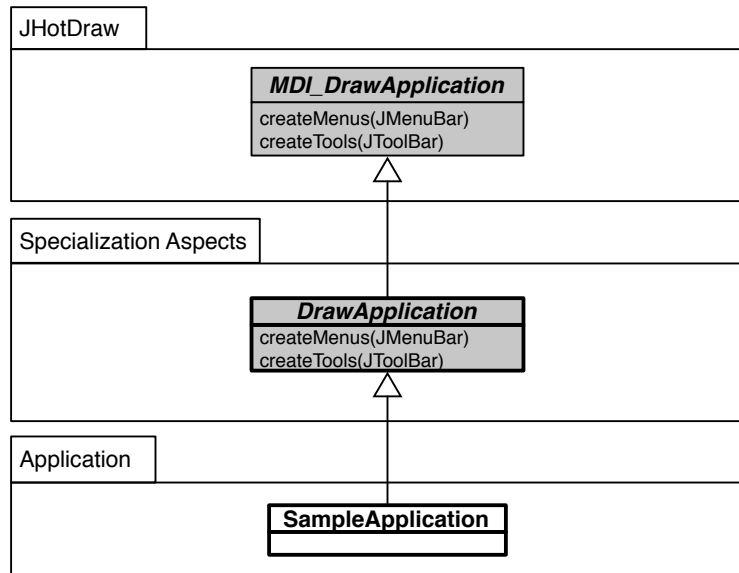 JHotDraw
MDI_DrawApplication
createMenus(JMenuBar)
createTools(JToolBar)
Specialization Aspects
DrawApplication
createMenus(JMenuBar)
createTools(JToolBar)
Application
SampleApplication